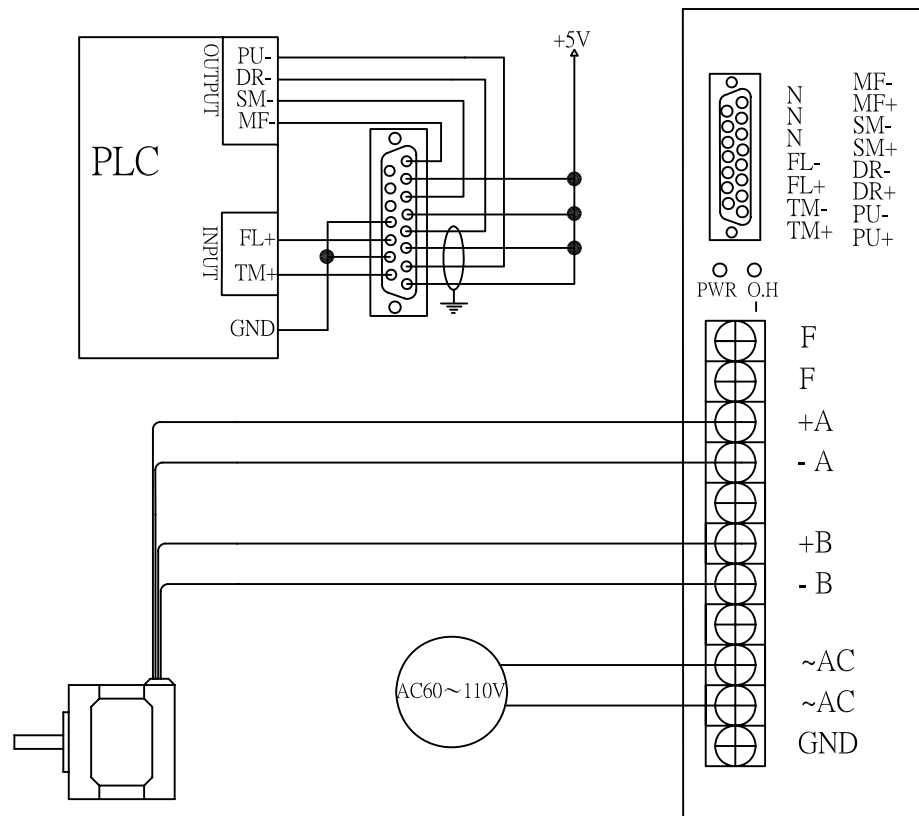 PLC
OUTPUT
PU-
DR-
SM-
MF-
INPUT
FL+
TM+
GND
+5V
N
N
N
FL-
FL+
TM-
TM+
MF-
MF+
SM-
SM+
DR-
DR+
PU-
PU+
PWR O.H
F
F
+A
- A
+B
- B
~AC
~AC
GND
AC60～110V